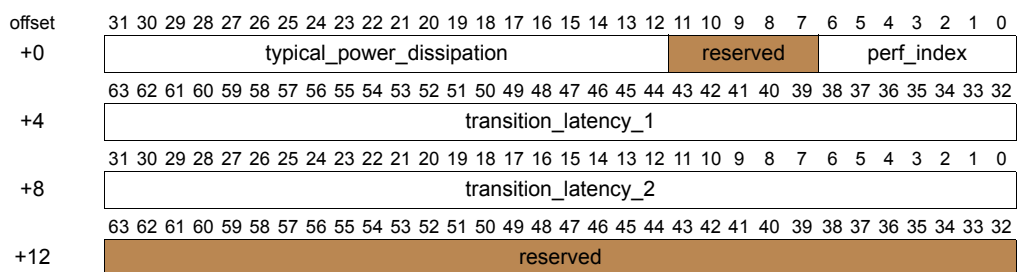 offset 31 30 29 28 27 26 25 24 23 22 21 20 19 18 17 16 15 14 13 12 11 10 9 8 7 6 5 4 3 2 1 0
+0 typical_power_dissipation reserved perf_index
63 62 61 60 59 58 57 56 55 54 53 52 51 50 49 48 47 46 45 44 43 42 41 40 39 38 37 36 35 34 33 32
+4 transition_latency_1
31 30 29 28 27 26 25 24 23 22 21 20 19 18 17 16 15 14 13 12 11 10 9 8 7 6 5 4 3 2 1 0
+8 transition_latency_2
63 62 61 60 59 58 57 56 55 54 53 52 51 50 49 48 47 46 45 44 43 42 41 40 39 38 37 36 35 34 33 32
+12 reserved